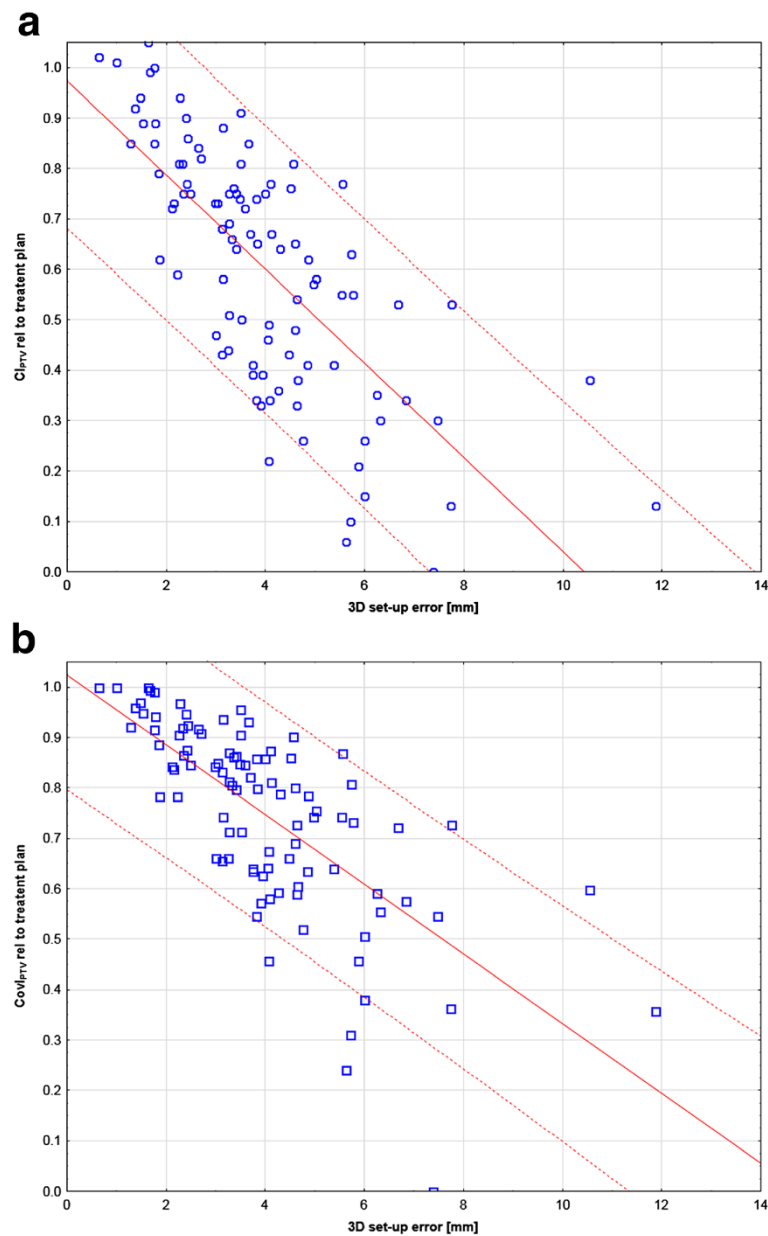 a
1.0
0.9
0.8
0.7
0.6
0.5
0.4
0.3
0.2
0.1
0.0
CIPTV rel to treatent plan
0 2 4 6 8 10 12 14
3D set-up error [mm]
b
1.0
0.9
0.8
0.7
0.6
0.5
0.4
0.3
0.2
0.1
0.0
CovIPTV rel to treatent plan
0 2 4 6 8 10 12 14
3D set-up error [mm]